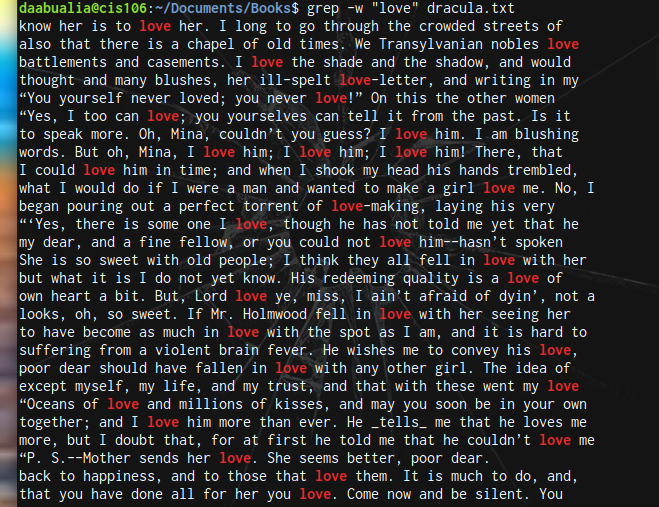 daabualia@cis106:~/Documents/Books$ grep -w "love" dracula.txt
know her is to love her. I long to go through the crowded streets of
also that there is a chapel of old times. We Transylvanian nobles love
battlements and casements. I love the shade and the shadow, and would
thought and many blushes, her ill-spelt love-letter, and writing in my
“You yourself never loved; you never love!” On this the other women
“Yes, I too can love; you yourselves can tell it from the past. Is it
to speak more. Oh, Mina, couldn’t you guess? I love him. I am blushing
words. But oh, Mina, I love him; I love him; I love him! There, that
I could love him in time; and when I shook my head his hands trembled,
what I would do if I were a man and wanted to make a girl love me. No, I
began pouring out a perfect torrent of love-making, laying his very
“‘Yes, there is some one I love, though he has not told me yet that he
my dear, and a fine fellow, or you could not love him--hasn’t spoken
She is so sweet with old people; I think they all fell in love with her
but what it is I do not yet know. His redeeming quality is a love of
own heart a bit. But, Lord love ye, miss, I ain’t afraid of dyin’, not a
looks, oh, so sweet. If Mr. Holmwood fell in love with her seeing her
to have become as much in love with the spot as I am, and it is hard to
suffering from a violent brain fever. He wishes me to convey his love,
poor dear should have fallen in love with any other girl. The idea of
except myself, my life, and my trust, and that with these went my love
“Oceans of love and millions of kisses, and may you soon be in your own
together; and I love him more than ever. He _tells_ me that he loves me
more, but I doubt that, for at first he told me that he couldn’t love me
“P. S.--Mother sends her love. She seems better, poor dear.
back to happiness, and to those that love them. It is much to do, and,
that you have done all for her you love. Come now and be silent. You